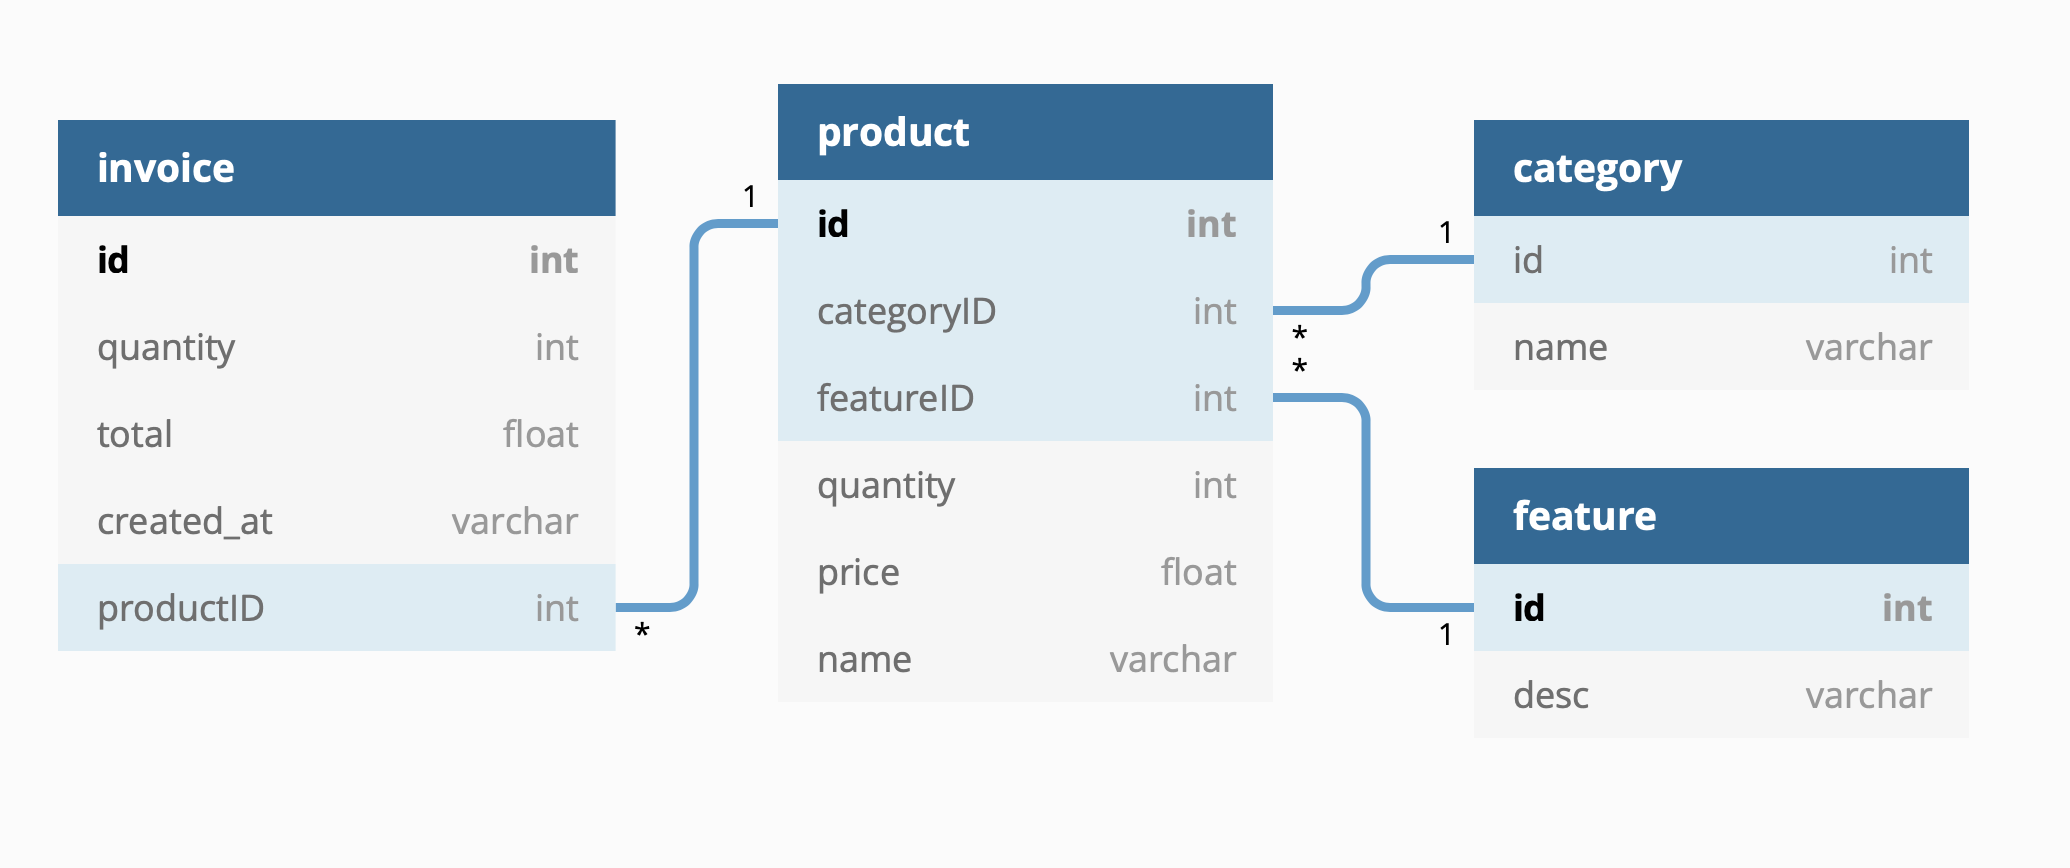 invoice
id int
quantity int
total float
created_at varchar
productID int
*
1
product
id int
categoryID int
featureID int
quantity int
price float
name varchar
*
*
1
category
id int
name varchar
feature
id int
desc varchar
1